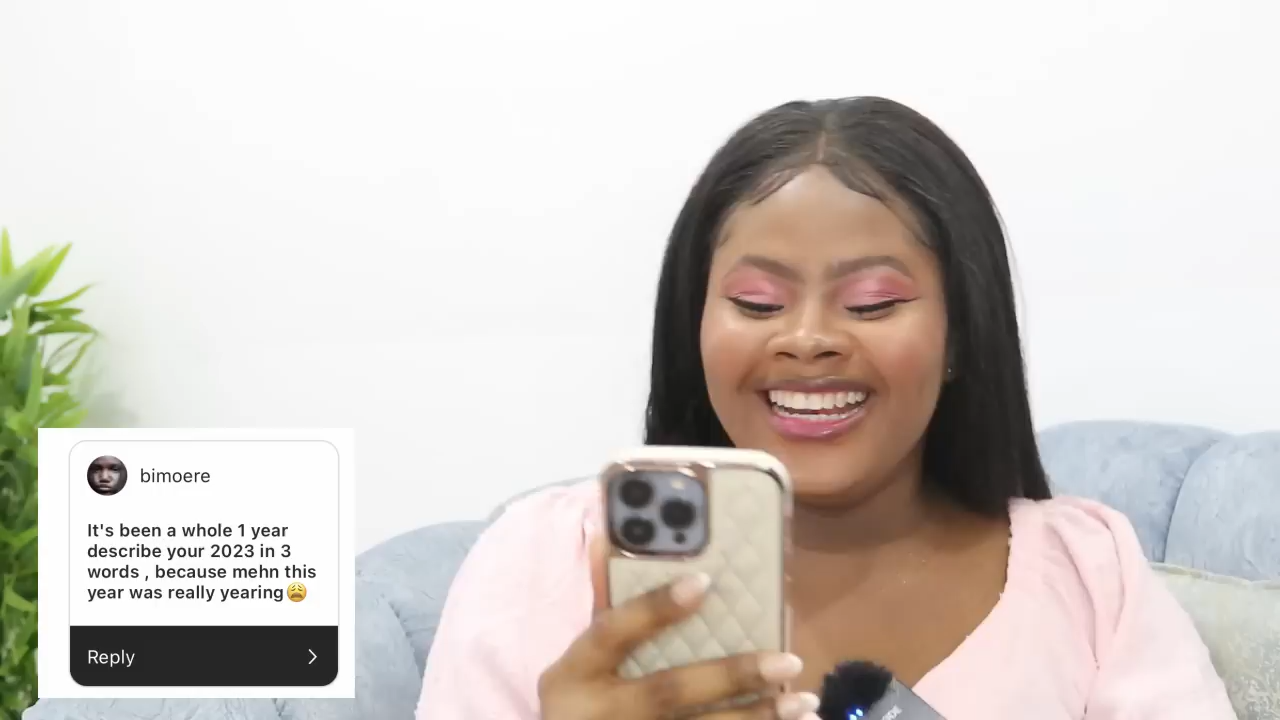 bimoere
It's been a whole 1 year
describe your 2023 in 3
words , because mehn this
year was really yearing😩
Reply